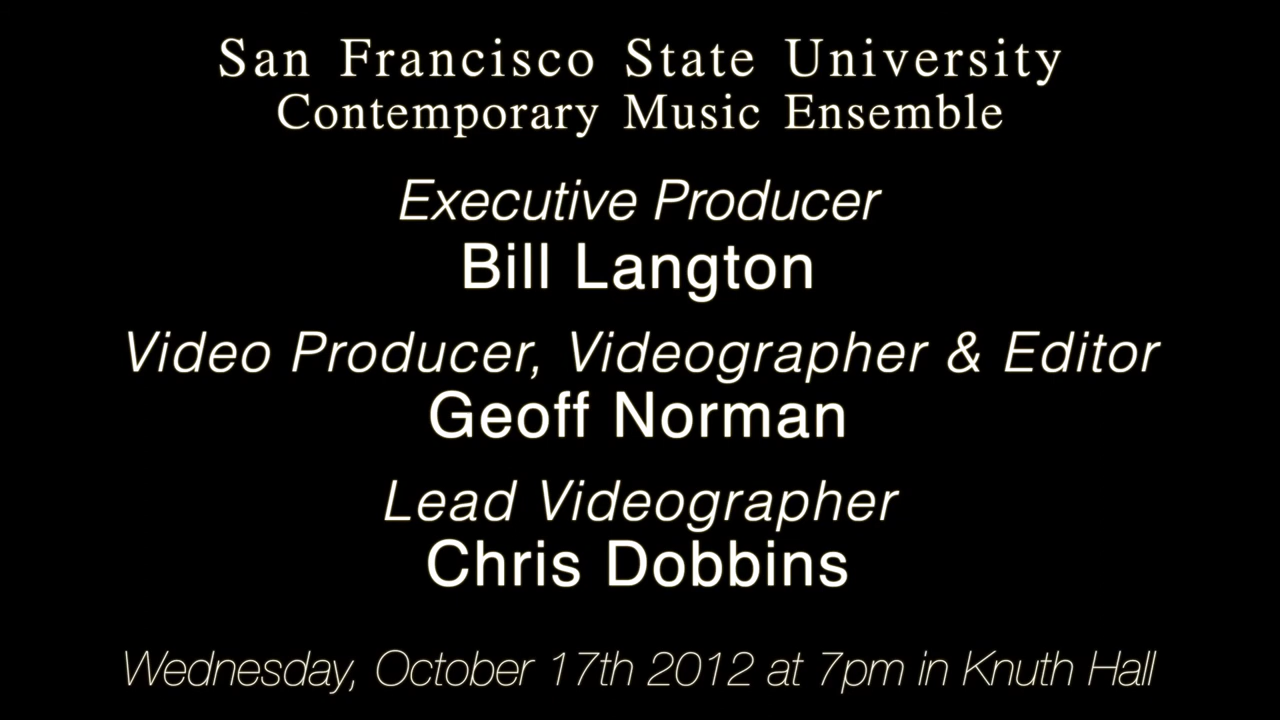 San Francisco State University
Contemporary Music Ensemble
Executive Producer
Bill Langton
Video Producer, Videographer & Editor
Geoff Norman
Lead Videographer
Chris Dobbins
Wednesday, October 17th 2012 at 7pm in Knuth Hall